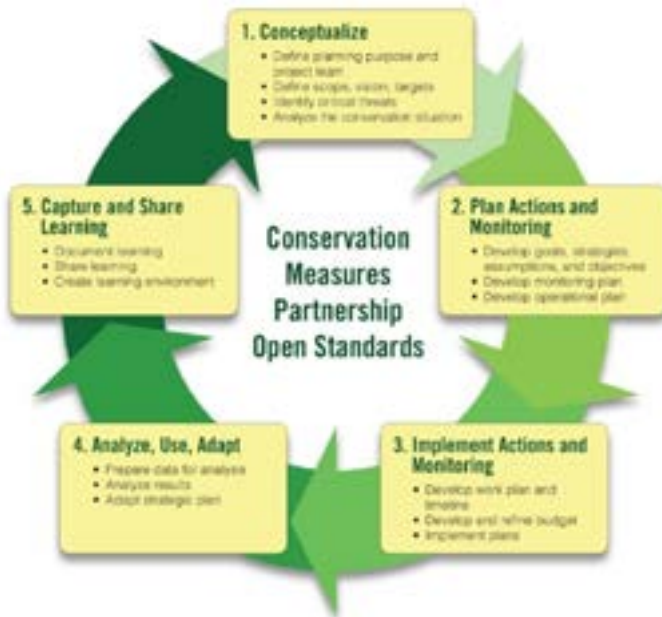 1. Conceptualize
• Define planning purpose and
project team
• Define scope, vision, targets
• Identify critical threats
• Analyze the conservation situation
2. Plan Actions and
Monitoring
• Develop goals, strategies,
assumptions, and objectives
• Develop monitoring plan
• Develop operational plan
3. Implement Actions and
Monitoring
• Develop work plan and
timeline
• Develop and refine budget
• Implement plans
4. Analyze, Use, Adapt
• Prepare data for analysis
• Analyze results
• Adapt strategic plan
5. Capture and Share
Learning
• Document learning
• Share learning
• Create learning environment
Conservation
Measures
Partnership
Open Standards